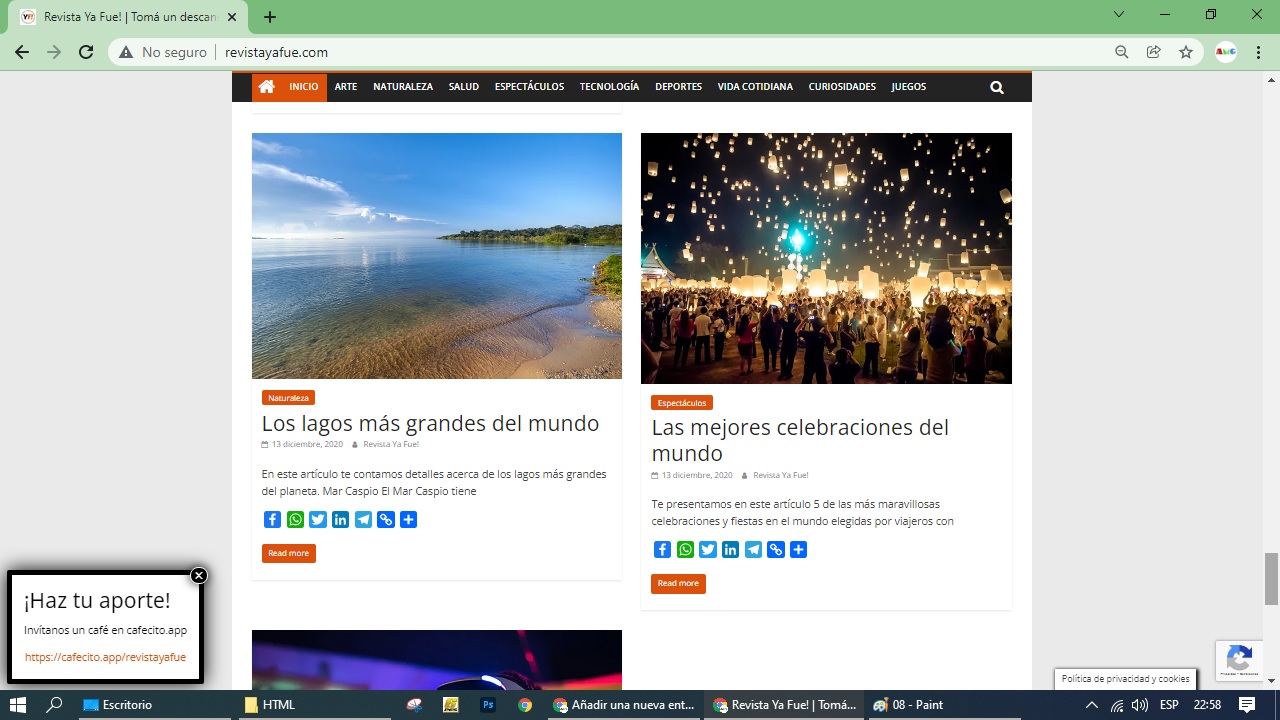 Revista Ya Fue! | Tomá un descan
No seguro
revistayafue.com
INICIO ARTE NATURALEZA SALUD ESPECTÁCULOS TECNOLOGÍA DEPORTES VIDA COTIDIANA CURIOSIDADES JUEGOS
Naturaleza
Los lagos más grandes del mundo
13 diciembre, 2020 Revista Ya Fue!
En este artículo te contamos detalles acerca de los lagos más grandes
del planeta. Mar Caspio El Mar Caspio tiene
Read more
Espectáculos
Las mejores celebraciones del
mundo
13 diciembre, 2020 Revista Ya Fue!
Te presentamos en este artículo 5 de las más maravillosas
celebraciones y fiestas en el mundo elegidas por viajeros con
Read more
¡Haz tu aporte!
Invítanos un café en cafecito.app
https://cafecito.app/revistayafue
Política de privacidad y cookies
Escritorio
HTML
Ps
Añadir una nueva ent...
Revista Ya Fue! | Tomá...
08 - Paint
ESP
22:58